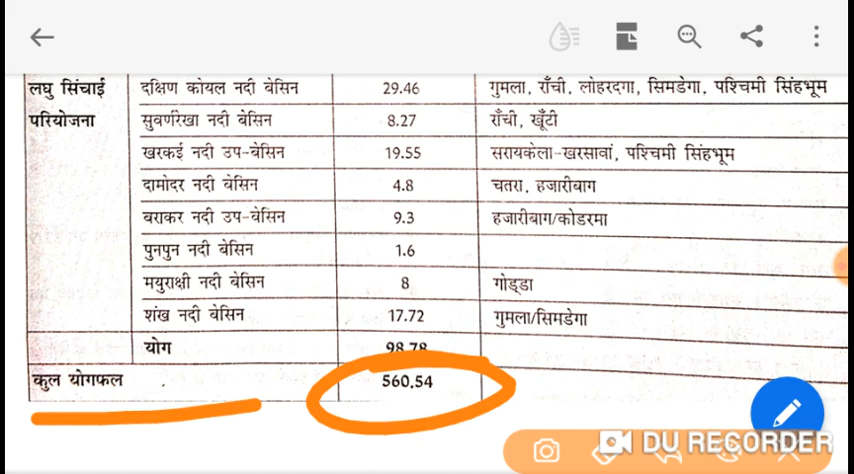 लघु सिंचाई दक्षिण कोयल नदी बेसिन 29.46 गुमला, राँची, लोहरदगा, सिमडेगा, पश्चिमी सिंहभूम
परियोजना सुवर्णरेखा नदी बेसिन 8.27 राँची, खूँटी
खरकई नदी उप-बेसिन 19.55 सरायकेला-खरसावां, पश्चिमी सिंहभूम
दामोदर नदी बेसिन 4.8 चतरा, हजारीबाग
बराकर नदी उप-बेसिन 9.3 हजारीबाग/कोडरमा
पुनपुन नदी बेसिन 1.6
मयुराक्षी नदी बेसिन 8 गोड्डा
शंख नदी बेसिन 17.72 गुमला/सिमडेगा
योग 98.78
कुल योगफल 560.54
DU RECORDER